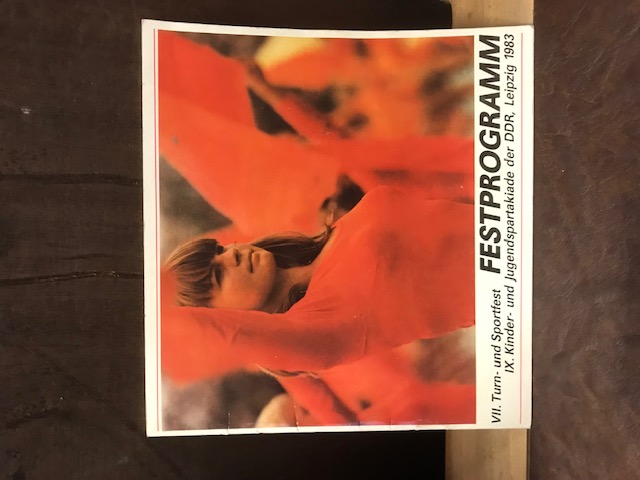 VII. Turn- und Sportfest FESTPROGRAMM
IX. Kinder- und Jugendspartakiade der DDR, Leipzig 1983